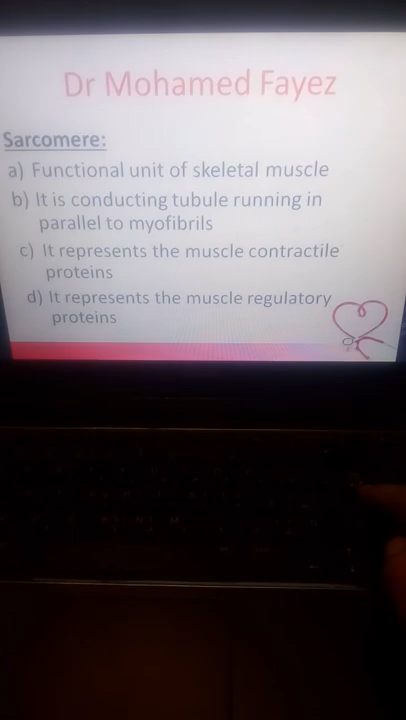 Dr Mohamed Fayez
Sarcomere:
a) Functional unit of skeletal muscle
b) It is conducting tubule running in
parallel to myofibrils
c) It represents the muscle contractile
proteins
d) It represents the muscle regulatory
proteins